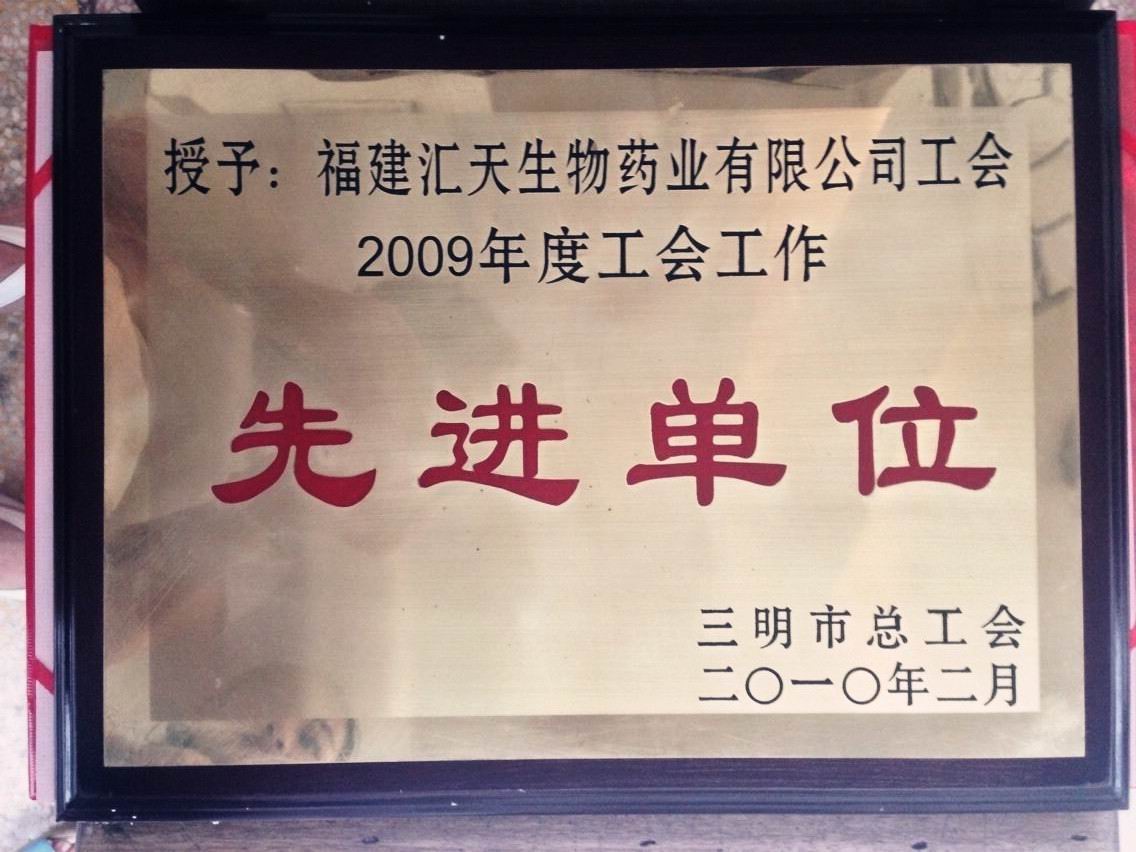 授予：福建汇天生物药业有限公司工会
2009年度工会工作
先进单位
三明市总工会
二〇一〇年二月